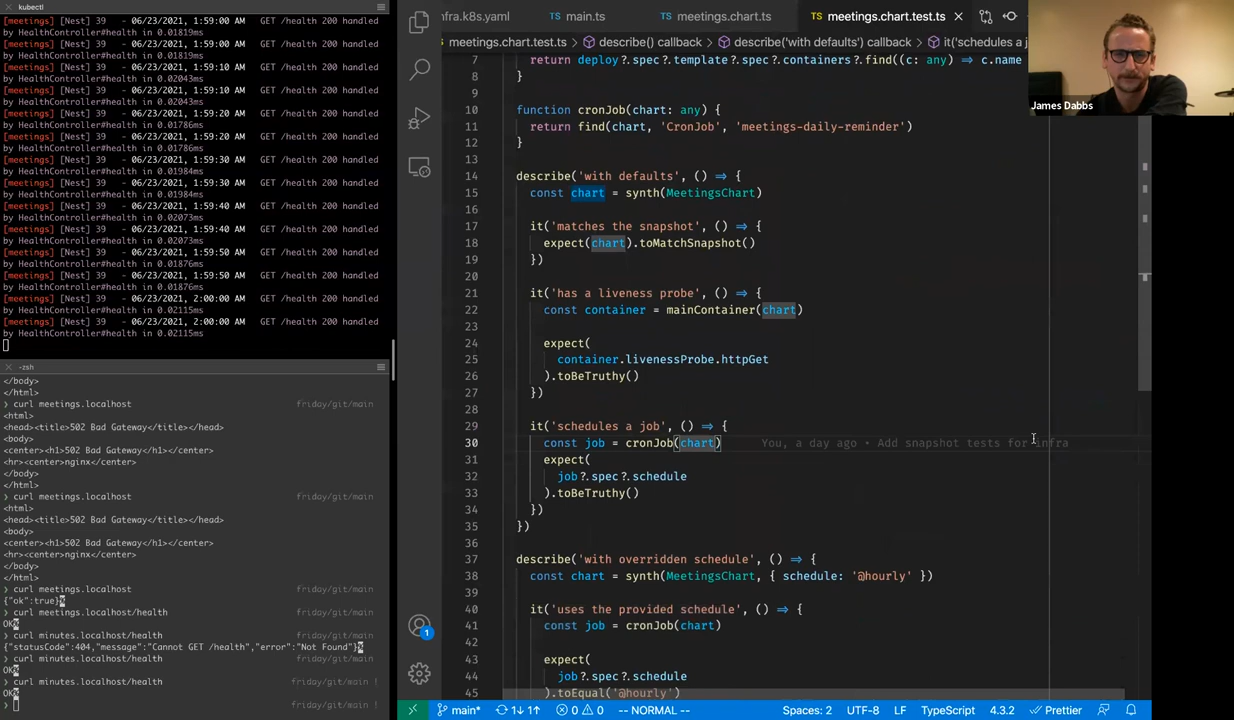 kubectl
[meetings] [Nest] 39 - 06/23/2021, 1:59:00 AM GET /health 200 handled
by HealthController#health in 0.01819ms
[meetings] [Nest] 39 - 06/23/2021, 1:59:00 AM GET /health 200 handled
by HealthController#health in 0.01819ms
[meetings] [Nest] 39 - 06/23/2021, 1:59:10 AM GET /health 200 handled
by HealthController#health in 0.02043ms
[meetings] [Nest] 39 - 06/23/2021, 1:59:10 AM GET /health 200 handled
by HealthController#health in 0.02043ms
[meetings] [Nest] 39 - 06/23/2021, 1:59:20 AM GET /health 200 handled
by HealthController#health in 0.01786ms
[meetings] [Nest] 39 - 06/23/2021, 1:59:20 AM GET /health 200 handled
by HealthController#health in 0.01786ms
[meetings] [Nest] 39 - 06/23/2021, 1:59:30 AM GET /health 200 handled
by HealthController#health in 0.01984ms
[meetings] [Nest] 39 - 06/23/2021, 1:59:30 AM GET /health 200 handled
by HealthController#health in 0.01984ms
[meetings] [Nest] 39 - 06/23/2021, 1:59:40 AM GET /health 200 handled
by HealthController#health in 0.02073ms
[meetings] [Nest] 39 - 06/23/2021, 1:59:40 AM GET /health 200 handled
by HealthController#health in 0.02073ms
[meetings] [Nest] 39 - 06/23/2021, 1:59:50 AM GET /health 200 handled
by HealthController#health in 0.01876ms
[meetings] [Nest] 39 - 06/23/2021, 1:59:50 AM GET /health 200 handled
by HealthController#health in 0.01876ms
[meetings] [Nest] 39 - 06/23/2021, 2:00:00 AM GET /health 200 handled
by HealthController#health in 0.02115ms
[meetings] [Nest] 39 - 06/23/2021, 2:00:00 AM GET /health 200 handled
by HealthController#health in 0.02115ms
-zsh
</body>
</html>
❯ curl meetings.localhost friday/git/main
<html>
<head><title>502 Bad Gateway</title></head>
<body>
<center><h1>502 Bad Gateway</h1></center>
<hr><center>nginx</center>
</body>
</html>
❯ curl meetings.localhost friday/git/main
<html>
<head><title>502 Bad Gateway</title></head>
<body>
<center><h1>502 Bad Gateway</h1></center>
<hr><center>nginx</center>
</body>
</html>
❯ curl meetings.localhost friday/git/main
{"ok":true}%
❯ curl meetings.localhost/health friday/git/main
OK%
❯ curl minutes.localhost/health friday/git/main
{"statusCode":404,"message":"Cannot GET /health","error":"Not Found"}%
❯ curl minutes.localhost/health friday/git/main !
OK%
❯ curl minutes.localhost/health friday/git/main !
OK%
❯ friday/git/main !
nfra.k8s.yaml main.ts meetings.chart.ts meetings.chart.test.ts
meetings.chart.test.ts > describe() callback > describe('with defaults') callback > it('schedules a j
7 return deploy?.spec?.template?.spec?.containers?.find((c: any) => c.name
8 }
9
10 function cronJob(chart: any) {
11 return find(chart, 'CronJob', 'meetings-daily-reminder')
12 }
13
14 describe('with defaults', () => {
15 const chart = synth(MeetingsChart)
16
17 it('matches the snapshot', () => {
18 expect(chart).toMatchSnapshot()
19 })
20
21 it('has a liveness probe', () => {
22 const container = mainContainer(chart)
23
24 expect(
25 container.livenessProbe.httpGet
26 ).toBeTruthy()
27 })
28
29 it('schedules a job', () => {
30 const job = cronJob(chart) You, a day ago • Add snapshot tests for infra
31 expect(
32 job?.spec?.schedule
33 ).toBeTruthy()
34 })
35 })
36
37 describe('with overridden schedule', () => {
38 const chart = synth(MeetingsChart, { schedule: '@hourly' })
39
40 it('uses the provided schedule', () => {
41 const job = cronJob(chart)
42
43 expect(
44 job?.spec?.schedule
45 ).toEqual('@hourly')
1
main* 1↓ 1↑ 0 0 -- NORMAL -- Spaces: 2 UTF-8 LF TypeScript 4.3.2 Prettier
James Dabbs